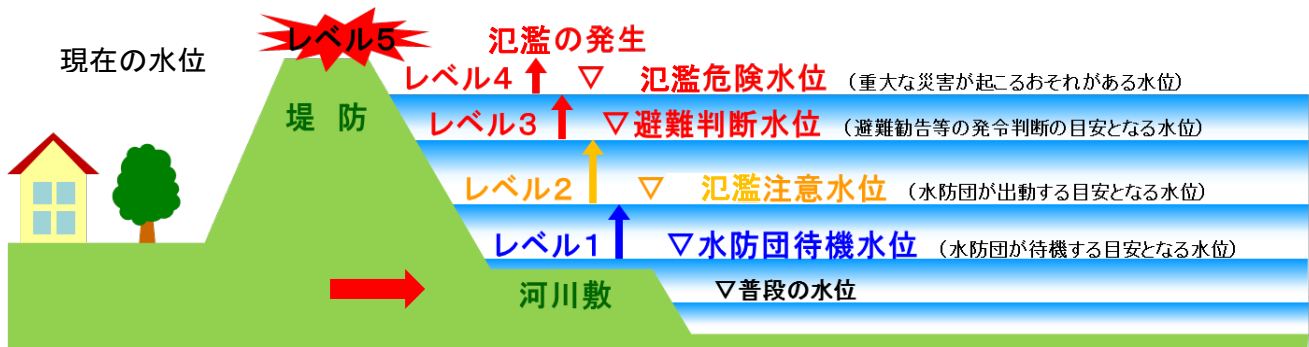 レベル5 氾濫の発生
現在の水位
レベル4 ▽ 氾濫危険水位 (重大な災害が起こるおそれがある水位)
堤 防
レベル3 ▽避難判断水位 (避難勧告等の発令判断の目安となる水位)
レベル2 ▽ 氾濫注意水位 (水防団が出動する目安となる水位)
レベル1 ▽水防団待機水位 (水防団が待機する目安となる水位)
河川敷 ▽普段の水位